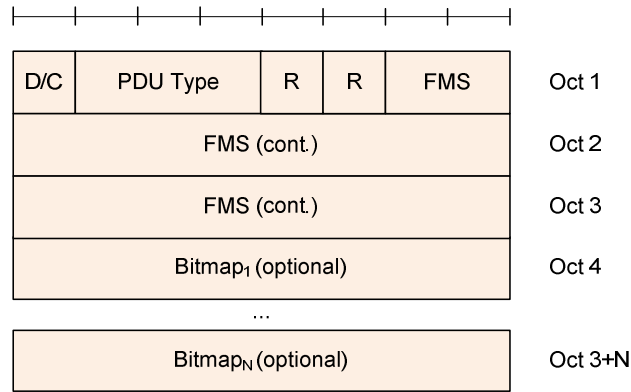 D/C PDU Type R R FMS Oct 1
FMS (cont.) Oct 2
FMS (cont.) Oct 3
Bitmap₁ (optional) Oct 4
...
Bitmap_N (optional) Oct 3+N